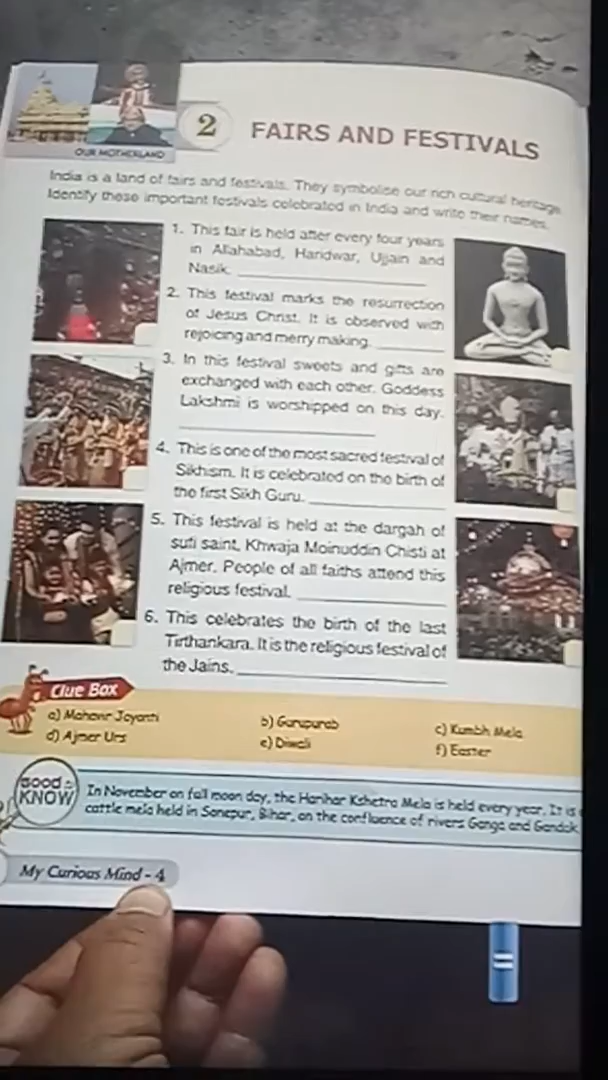 OUR MOTHERLAND
2
FAIRS AND FESTIVALS
India is a land of fairs and festivals. They symbolise our rich cultural heritage.
Identify these important festivals celebrated in India and write their names.
1. This fair is held after every four years
in Allahabad, Haridwar, Ujjain and
Nasik.
2. This festival marks the resurrection
of Jesus Christ. It is observed with
rejoicing and merry making.
3. In this festival sweets and gifts are
exchanged with each other. Goddess
Lakshmi is worshipped on this day.
4. This is one of the most sacred festival of
Sikhism. It is celebrated on the birth of
the first Sikh Guru.
5. This festival is held at the dargah of
sufi saint, Khwaja Moinuddin Chisti at
Ajmer. People of all faiths attend this
religious festival.
6. This celebrates the birth of the last
Tirthankara. It is the religious festival of
the Jains.
Clue Box
a) Mahavir Jayanti b) Gurupurab c) Kumbh Mela
d) Ajmer Urs e) Diwali f) Easter
GOOD TO
KNOW
In November on full moon day, the Harihar Kshetra Mela is held every year. It is
cattle mela held in Sonepur, Bihar, on the confluence of rivers Ganga and Gandak
My Curious Mind - 4